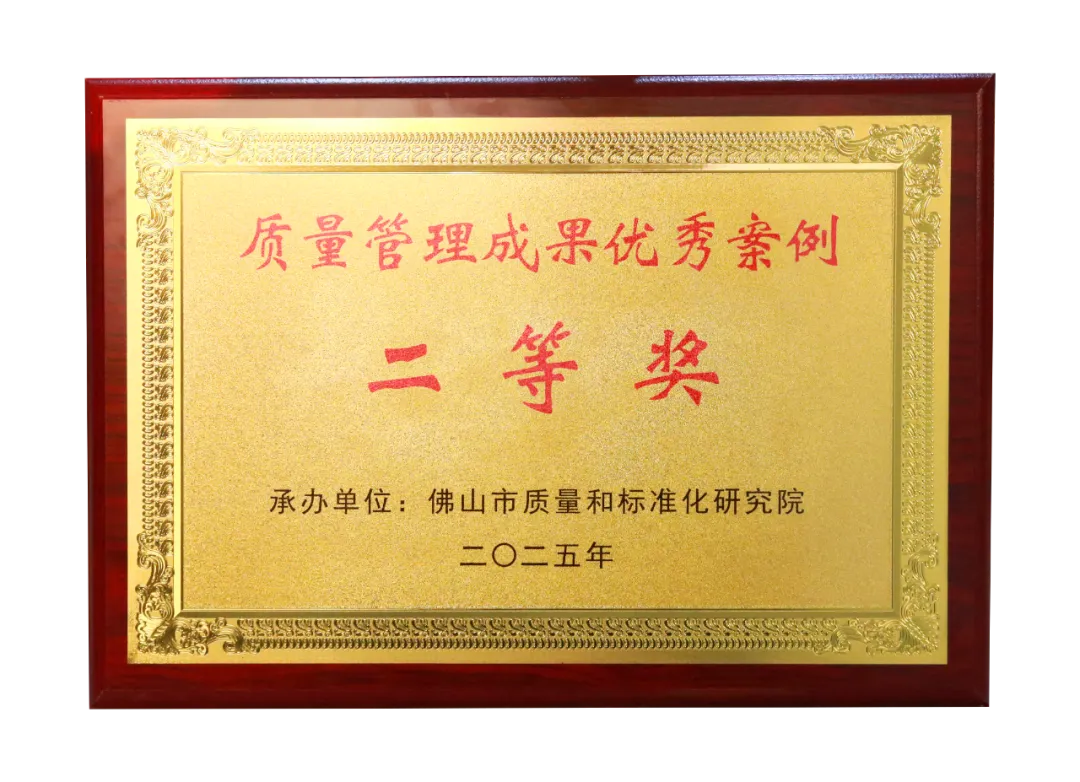 质量管理成果优秀案例
二等奖
承办单位：佛山市质量和标准化研究院
二〇二五年